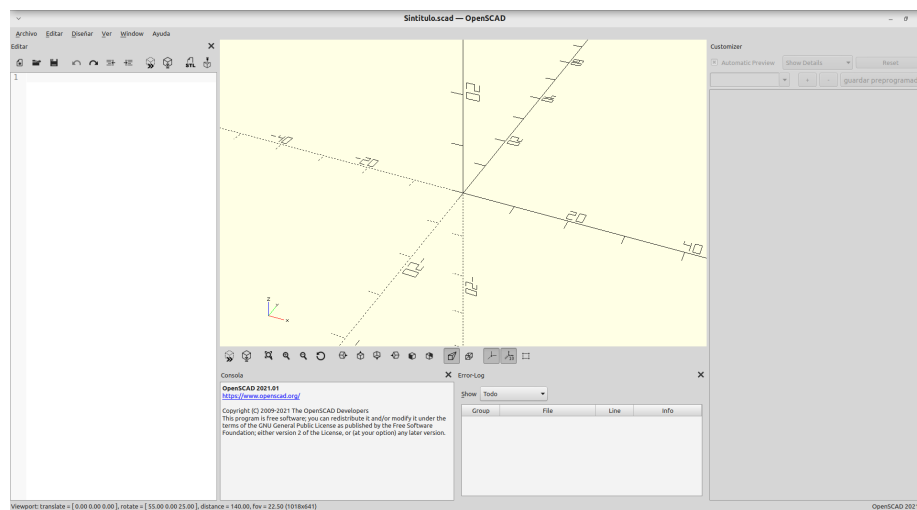 Sintitulo.scad — OpenSCAD
Archivo Editar Diseñar Ver Window Ayuda
Editar
Customizer
STL
Automatic Preview Show Details Reset
+ - guardar preprogramad
1
20
-20
20
40
-20
Z
Y
X
10
Consola
Error-Log
OpenSCAD 2021.01
https://www.openscad.org/
Copyright (C) 2009-2021 The OpenSCAD Developers
This program is free software; you can redistribute it and/or modify it under the
terms of the GNU General Public License as published by the Free Software
Foundation; either version 2 of the License, or (at your option) any later version.
Show Todo
Group File Line Info
Viewport: translate = [ 0.00 0.00 0.00 ], rotate = [ 55.00 0.00 25.00 ], distance = 140.00, fov = 22.50 (1018x641)
OpenSCAD 2021